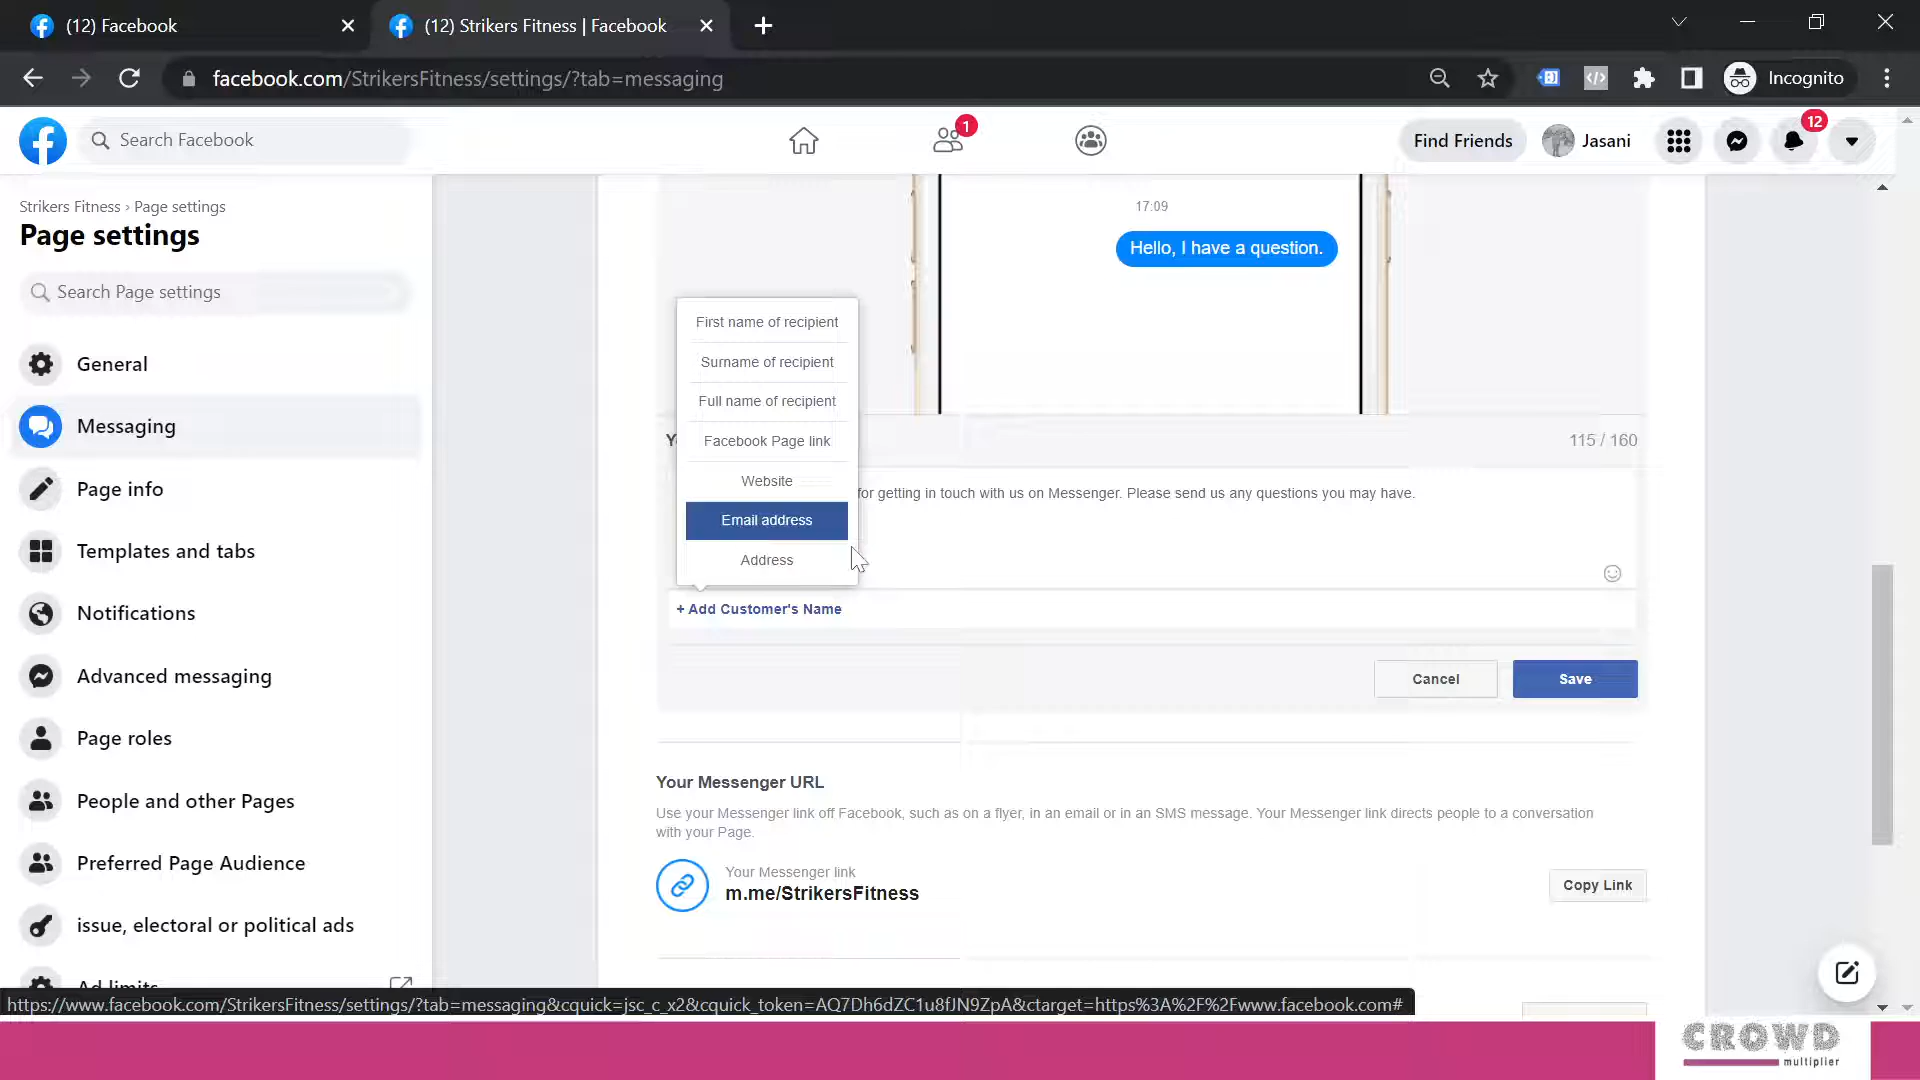 (12) Facebook
(12) Strikers Fitness | Facebook
facebook.com/StrikersFitness/settings/?tab=messaging
Incognito
Search Facebook
1
Find Friends
Jasani
12
Strikers Fitness › Page settings
Page settings
Search Page settings
General
Messaging
Page info
Templates and tabs
Notifications
Advanced messaging
Page roles
People and other Pages
Preferred Page Audience
issue, electoral or political ads
Ad limits
17:09
Hello, I have a question.
First name of recipient
Surname of recipient
Full name of recipient
Facebook Page link
Website
Email address
Address
115 / 160
for getting in touch with us on Messenger. Please send us any questions you may have.
+ Add Customer's Name
Cancel
Save
Your Messenger URL
Use your Messenger link off Facebook, such as on a flyer, in an email or in an SMS message. Your Messenger link directs people to a conversation
with your Page.
Your Messenger link
m.me/StrikersFitness
Copy Link
https://www.facebook.com/StrikersFitness/settings/?tab=messaging&cquick=jsc_c_x2&cquick_token=AQ7Dh6dZC1u8fJN9ZpA&ctarget=https%3A%2F%2Fwww.facebook.com#
CROWD
multiplier